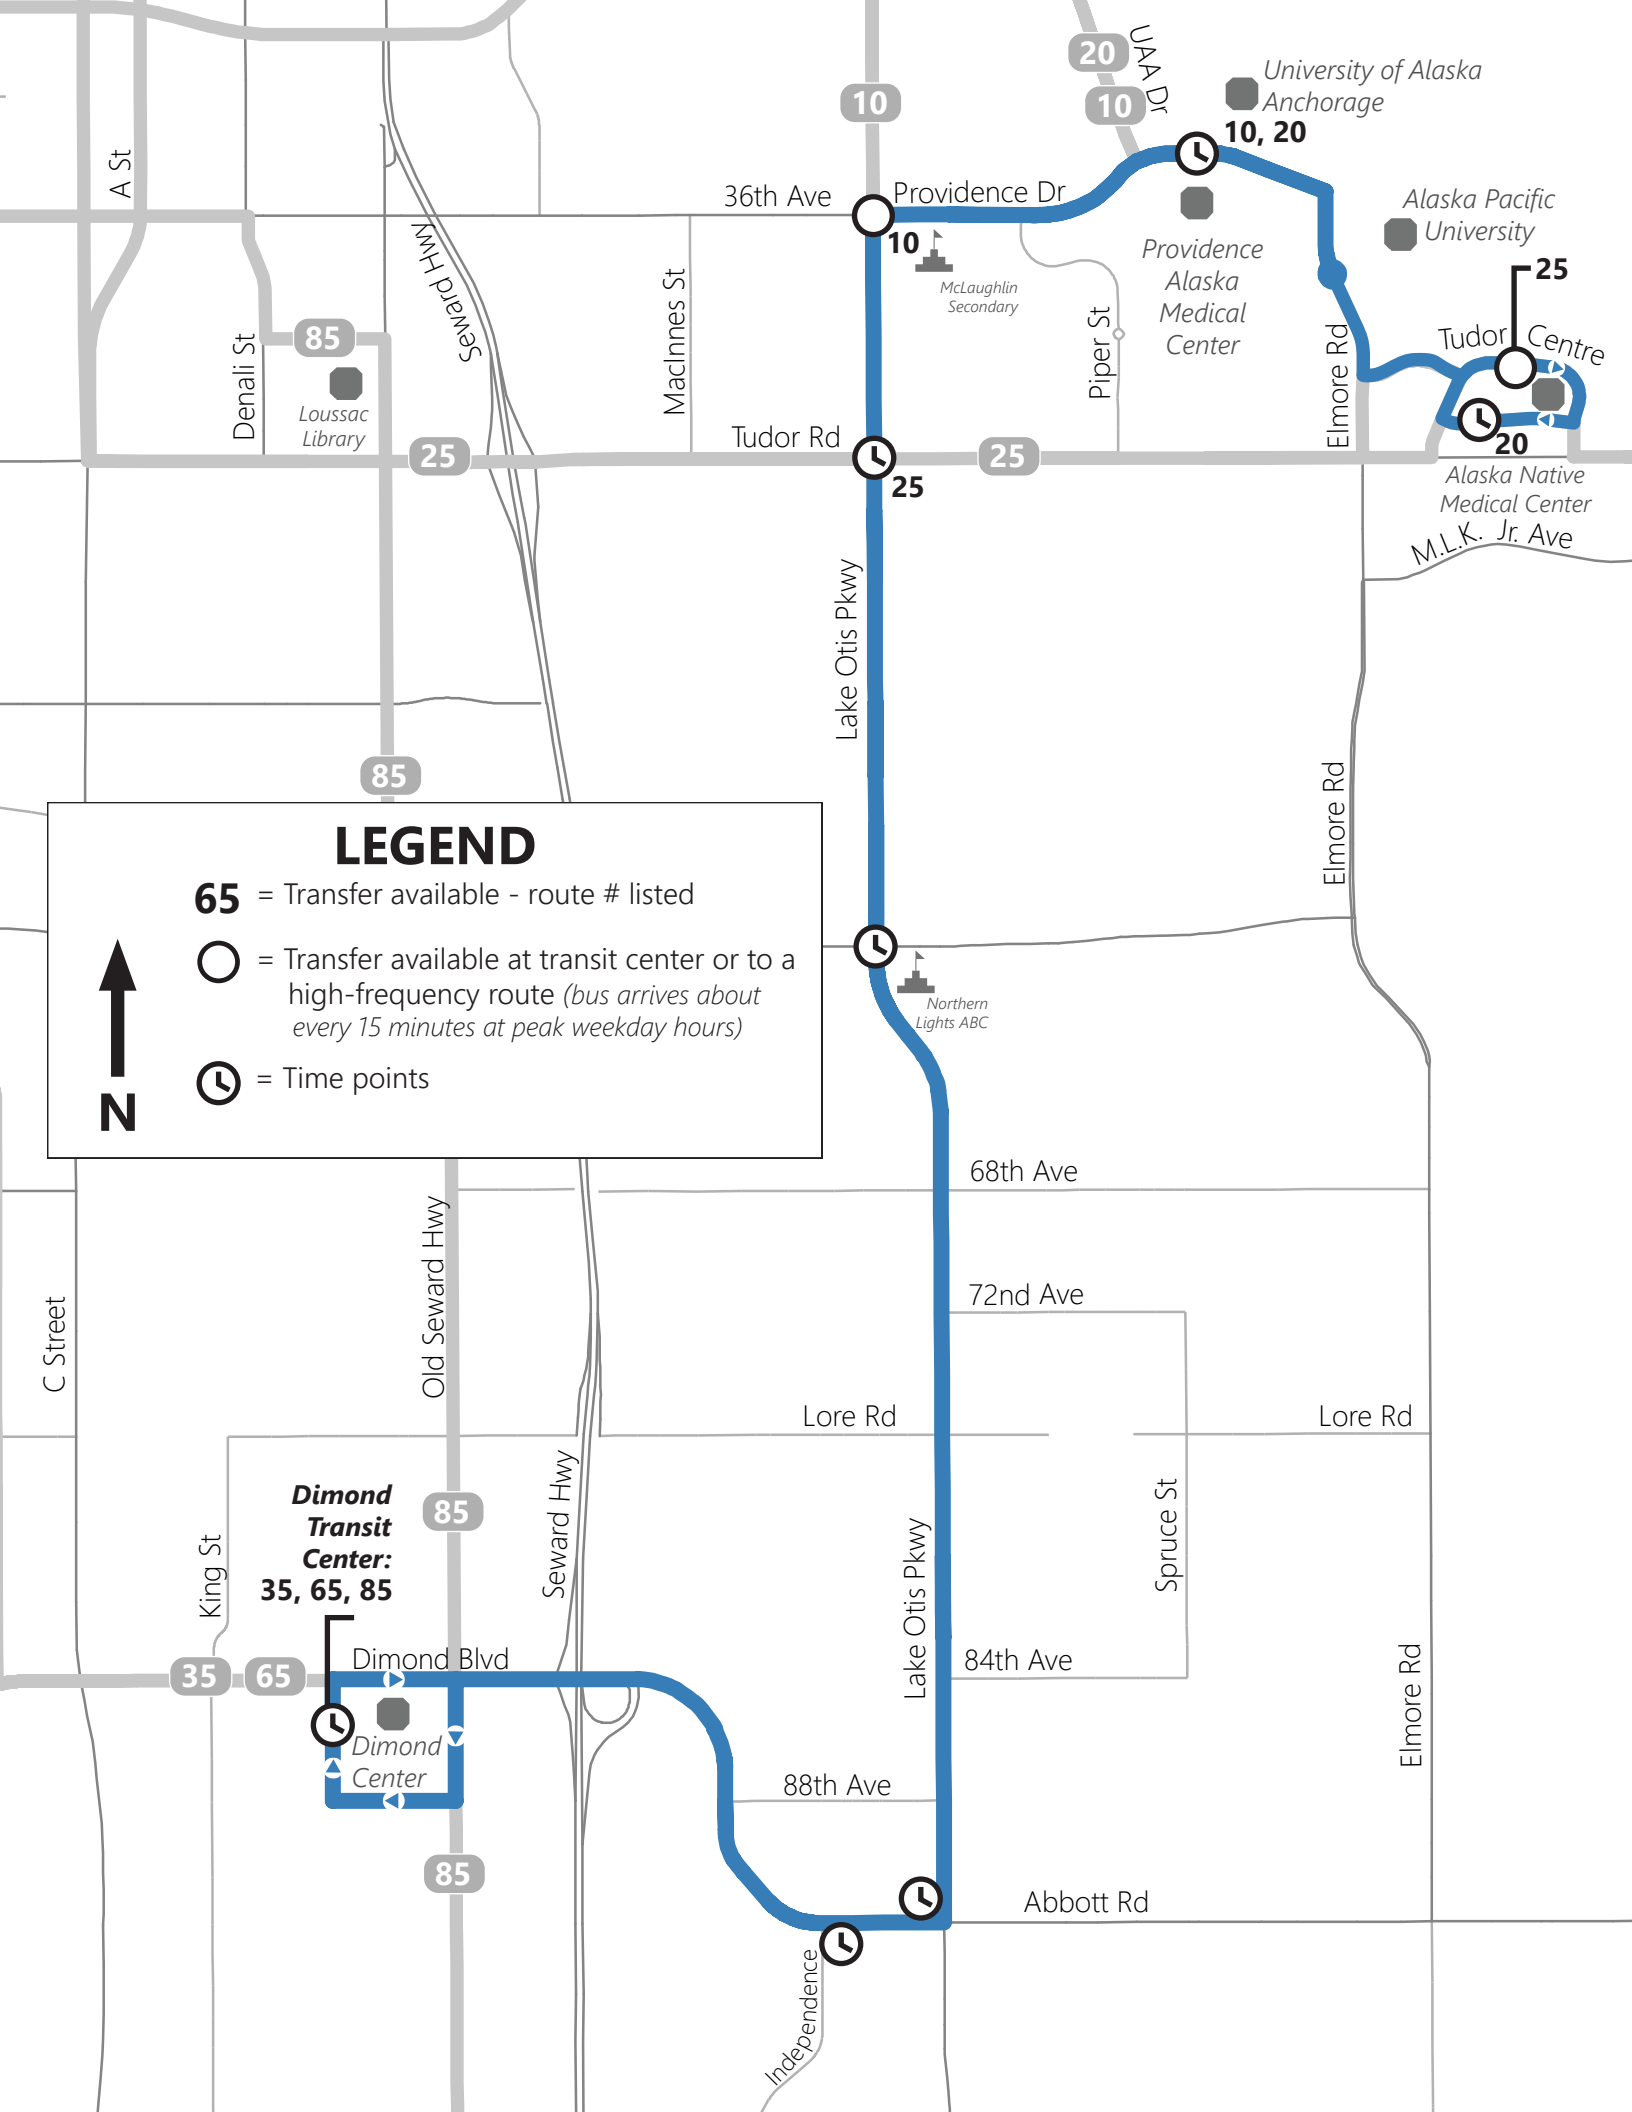 UAA Dr
20
10
10
University of Alaska
Anchorage
10, 20
A St
36th Ave
Providence Dr
10
McLaughlin
Secondary
Providence
Alaska
Medical
Center
Alaska Pacific
University
25
Seward Hwy
MacInnes St
Piper St
Elmore Rd
Tudor Centre
Denali St
85
Loussac
Library
25
Tudor Rd
25
25
20
Alaska Native
Medical Center
M.L.K. Jr. Ave
Lake Otis Pkwy
Elmore Rd
85
LEGEND
65 = Transfer available - route # listed
= Transfer available at transit center or to a
high-frequency route (bus arrives about
every 15 minutes at peak weekday hours)
= Time points
N
Northern
Lights ABC
68th Ave
Old Seward Hwy
C Street
72nd Ave
Lore Rd
Lore Rd
Dimond
Transit
Center:
35, 65, 85
85
King St
Seward Hwy
Lake Otis Pkwy
Spruce St
Dimond Blvd
35
65
84th Ave
Elmore Rd
Dimond
Center
88th Ave
85
Abbott Rd
Independence